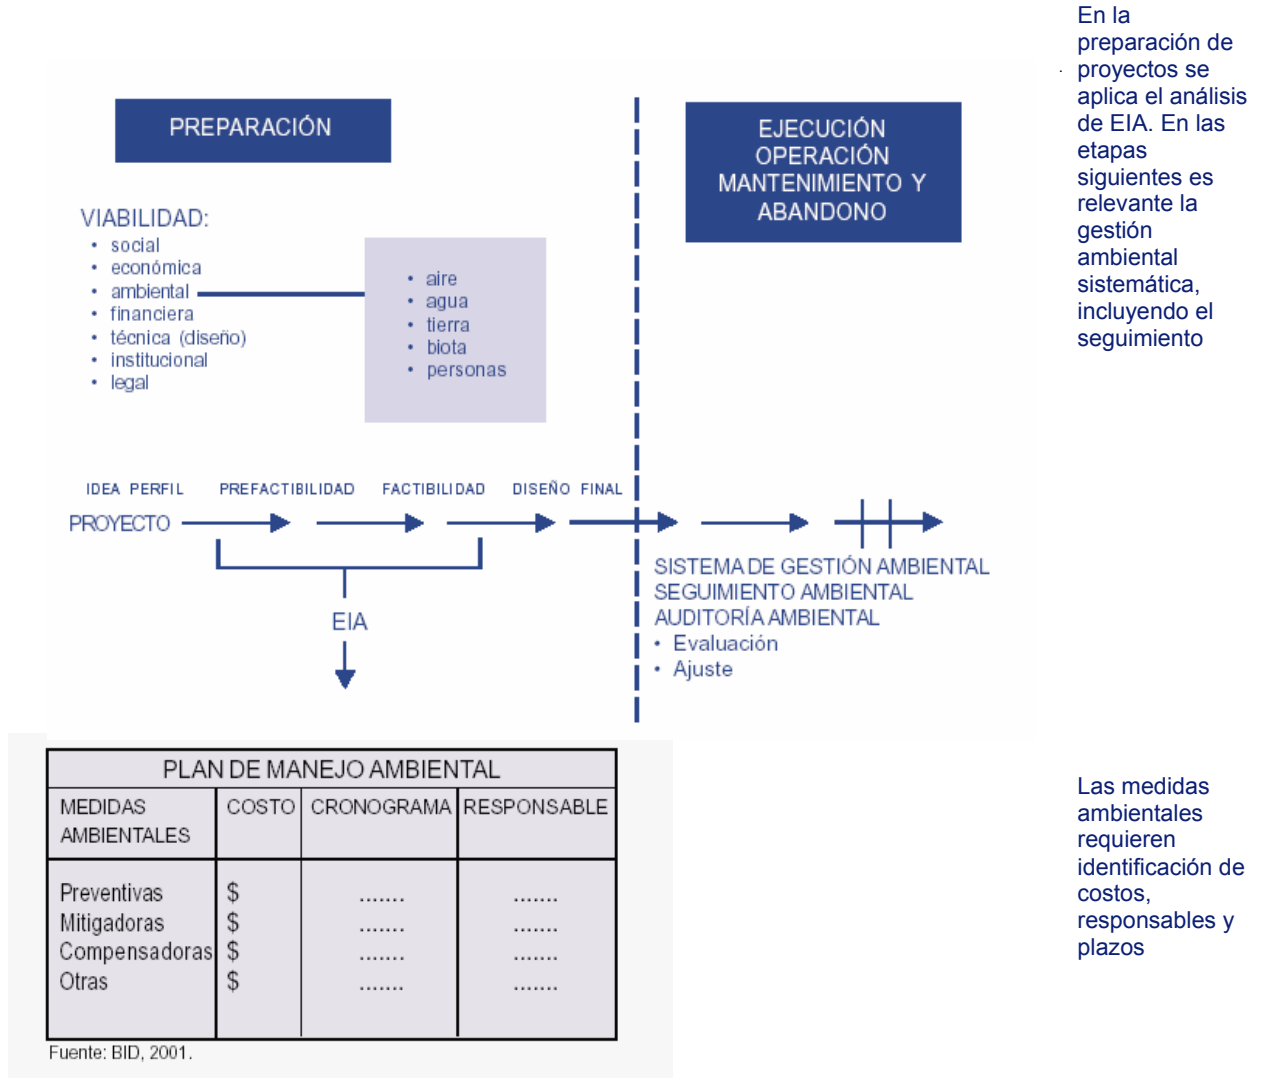 En la
preparación de
proyectos se
aplica el análisis
de EIA. En las
etapas
siguientes es
relevante la
gestión
ambiental
sistemática,
incluyendo el
seguimiento
PREPARACIÓN
EJECUCIÓN
OPERACIÓN
MANTENIMIENTO Y
ABANDONO
VIABILIDAD:
• social
• económica
• ambiental
• financiera
• técnica (diseño)
• institucional
• legal
• aire
• agua
• tierra
• biota
• personas
IDEA PERFIL PREFACTIBILIDAD FACTIBILIDAD DISEÑO FINAL
PROYECTO
EIA
SISTEMA DE GESTIÓN AMBIENTAL
SEGUIMIENTO AMBIENTAL
AUDITORÍA AMBIENTAL
• Evaluación
• Ajuste
PLAN DE MANEJO AMBIENTAL
MEDIDAS
AMBIENTALES
COSTO
CRONOGRAMA
RESPONSABLE
Preventivas $ ....... .......
Mitigadoras $ ....... .......
Compensadoras $ ....... .......
Otras $ ....... .......
Fuente: BID, 2001.
Las medidas
ambientales
requieren
identificación de
costos,
responsables y
plazos